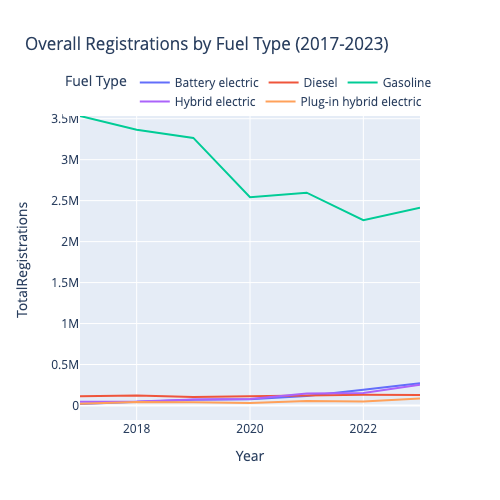 Overall Registrations by Fuel Type (2017-2023)
Fuel Type
Battery electric
Diesel
Gasoline
Hybrid electric
Plug-in hybrid electric
3.5M
3M
2.5M
2M
1.5M
1M
0.5M
0
TotalRegistrations
2018
2020
2022
Year